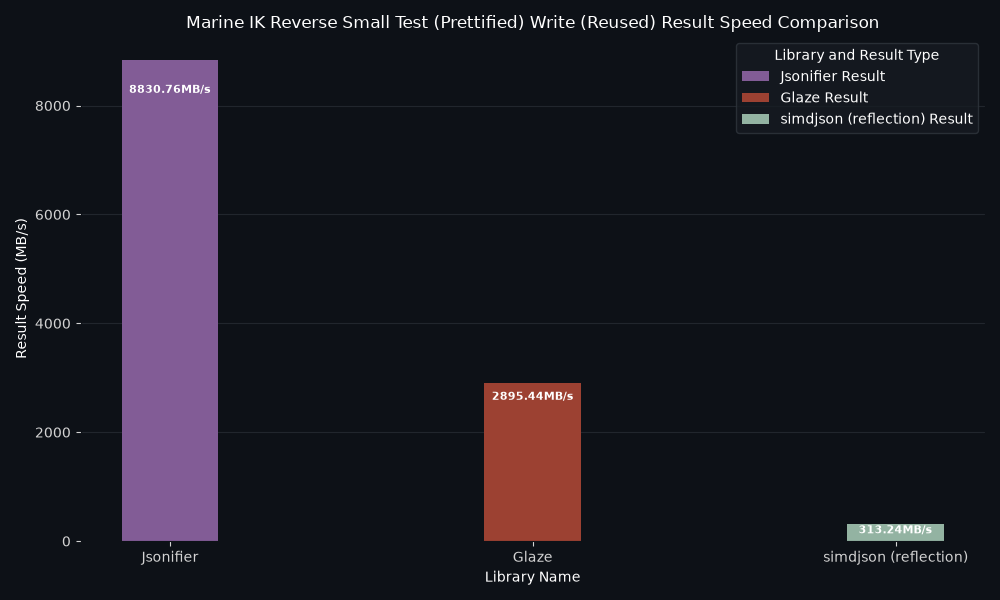 Marine IK Reverse Small Test (Prettified) Write (Reused) Result Speed Comparison
Library and Result Type
Jsonifier Result
Glaze Result
simdjson (reflection) Result
Result Speed (MB/s)
8000
6000
4000
2000
0
8830.76MB/s
2895.44MB/s
313.24MB/s
Jsonifier
Glaze
simdjson (reflection)
Library Name